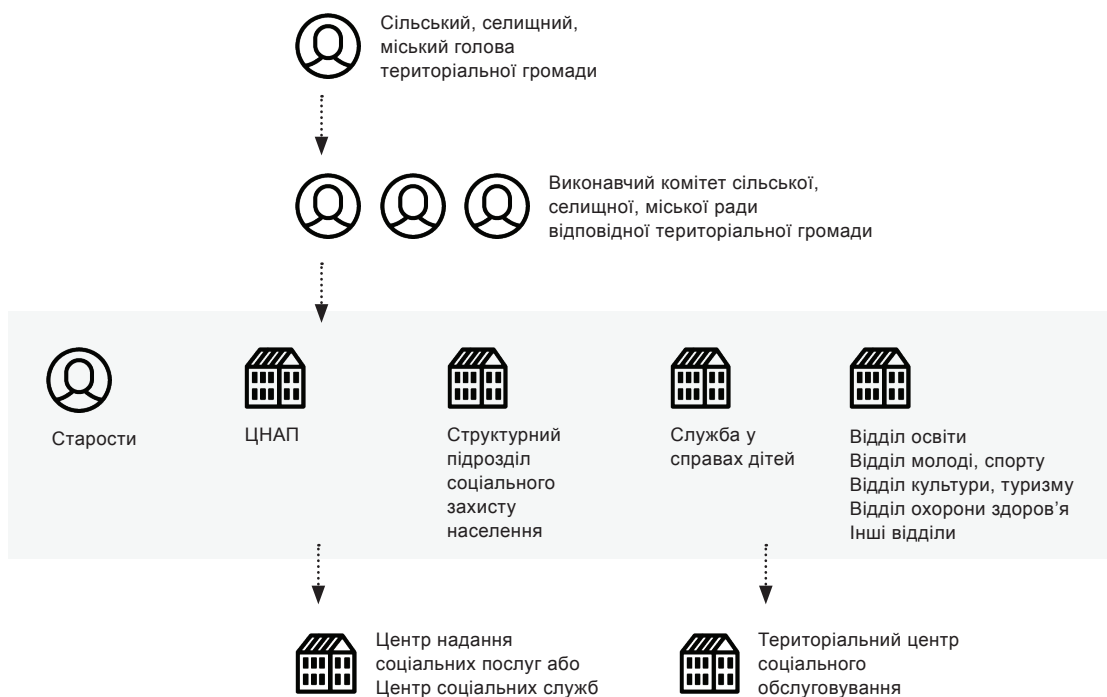 Сільський, селищний,
міський голова
територіальної громади
Виконавчий комітет сільської,
селищної, міської ради
відповідної територіальної громади
Старости
ЦНАП
Структурний
підрозділ
соціального
захисту
населення
Служба у
справах дітей
Відділ освіти
Відділ молоді, спорту
Відділ культури, туризму
Відділ охорони здоров’я
Інші відділи
Центр надання
соціальних послуг або
Центр соціальних служб
Територіальний центр
соціального
обслуговування